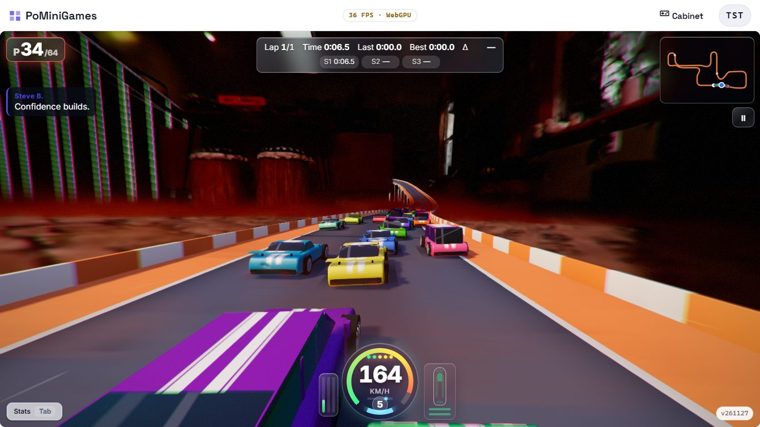 PoMiniGames
36 FPS · WebGPU
Cabinet
TST
P34/64
Lap 1/1 Time 0:06.5 Last 0:00.0 Best 0:00.0 Δ —
S1 0:06.5 S2 — S3 —
Steve B.
Confidence builds.
164
KM/H
5
Stats Tab
v261127